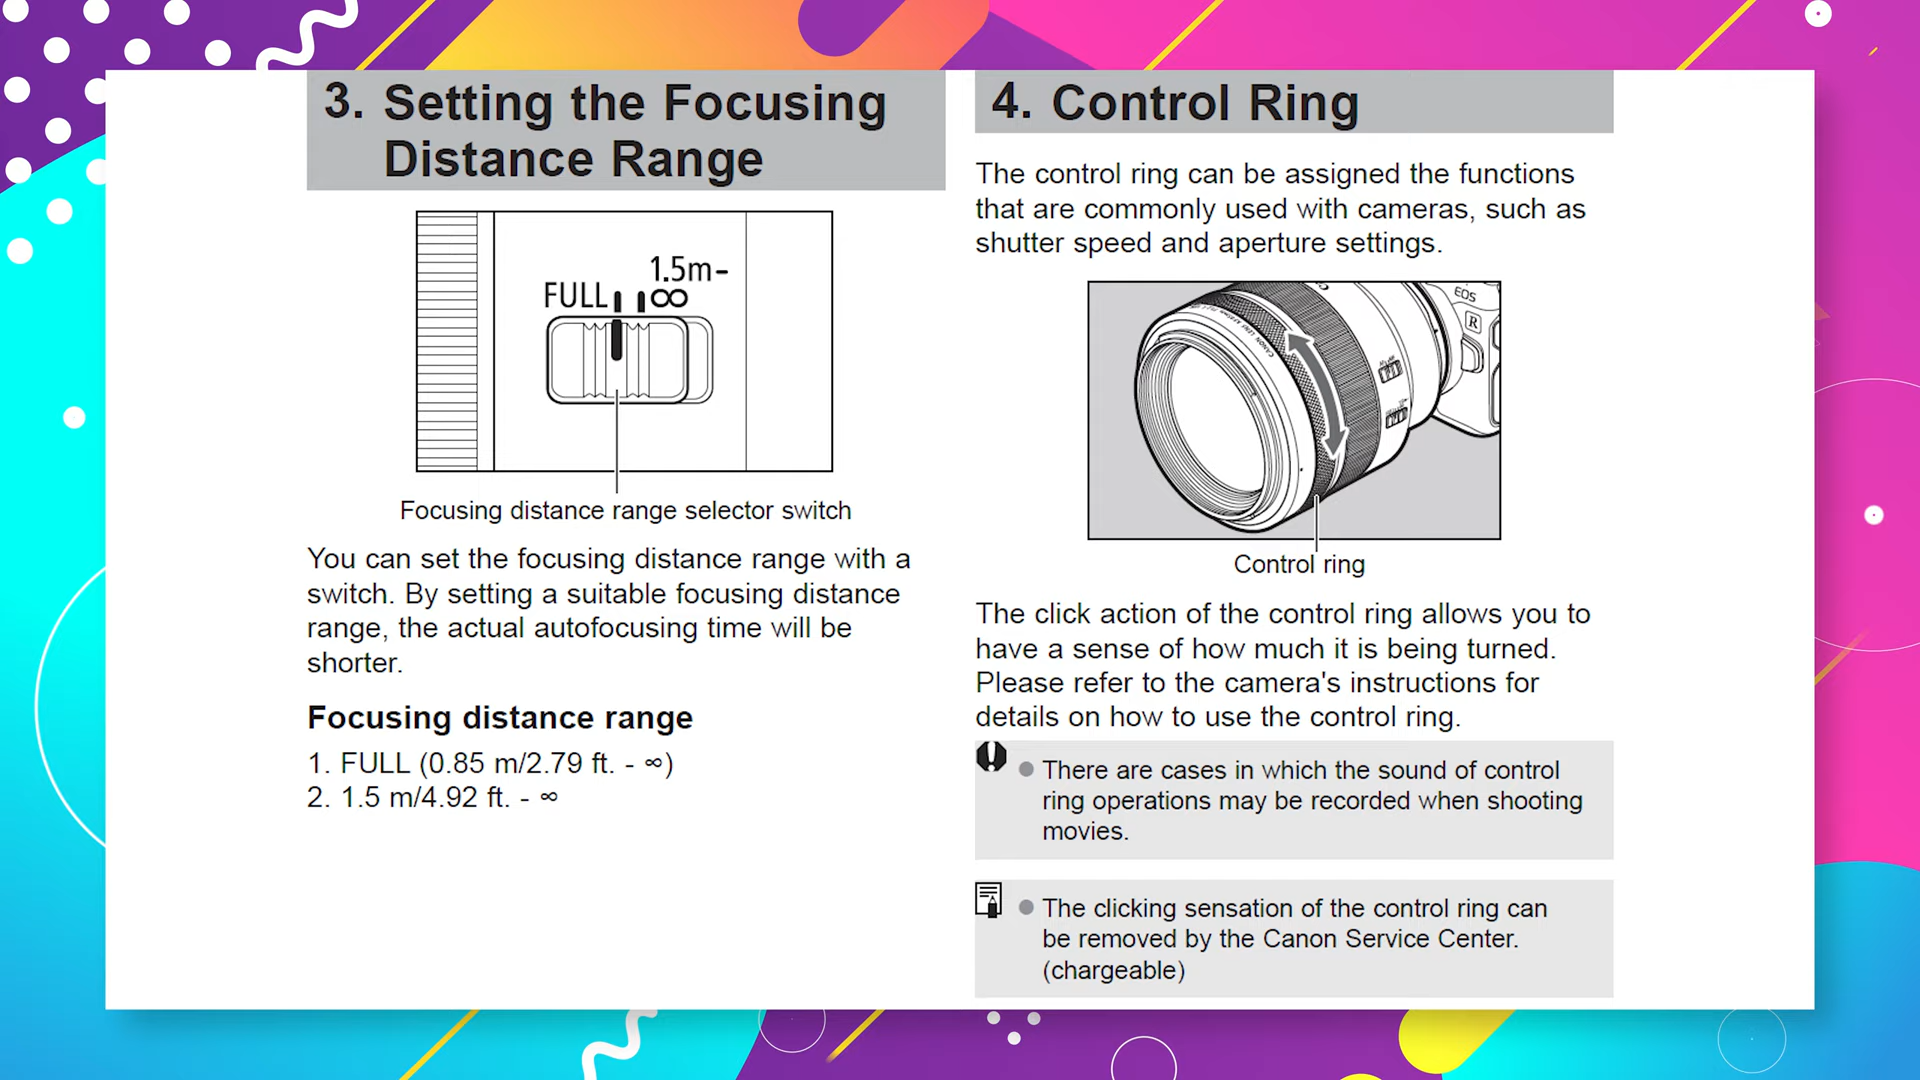 3. Setting the Focusing
Distance Range
1.5m-
FULL ∞
Focusing distance range selector switch
You can set the focusing distance range with a
switch. By setting a suitable focusing distance
range, the actual autofocusing time will be
shorter.
Focusing distance range
1. FULL (0.85 m/2.79 ft. - ∞)
2. 1.5 m/4.92 ft. - ∞
4. Control Ring
The control ring can be assigned the functions
that are commonly used with cameras, such as
shutter speed and aperture settings.
EOS
R
CANON LENS
Control ring
The click action of the control ring allows you to
have a sense of how much it is being turned.
Please refer to the camera's instructions for
details on how to use the control ring.
● There are cases in which the sound of control
ring operations may be recorded when shooting
movies.
● The clicking sensation of the control ring can
be removed by the Canon Service Center.
(chargeable)